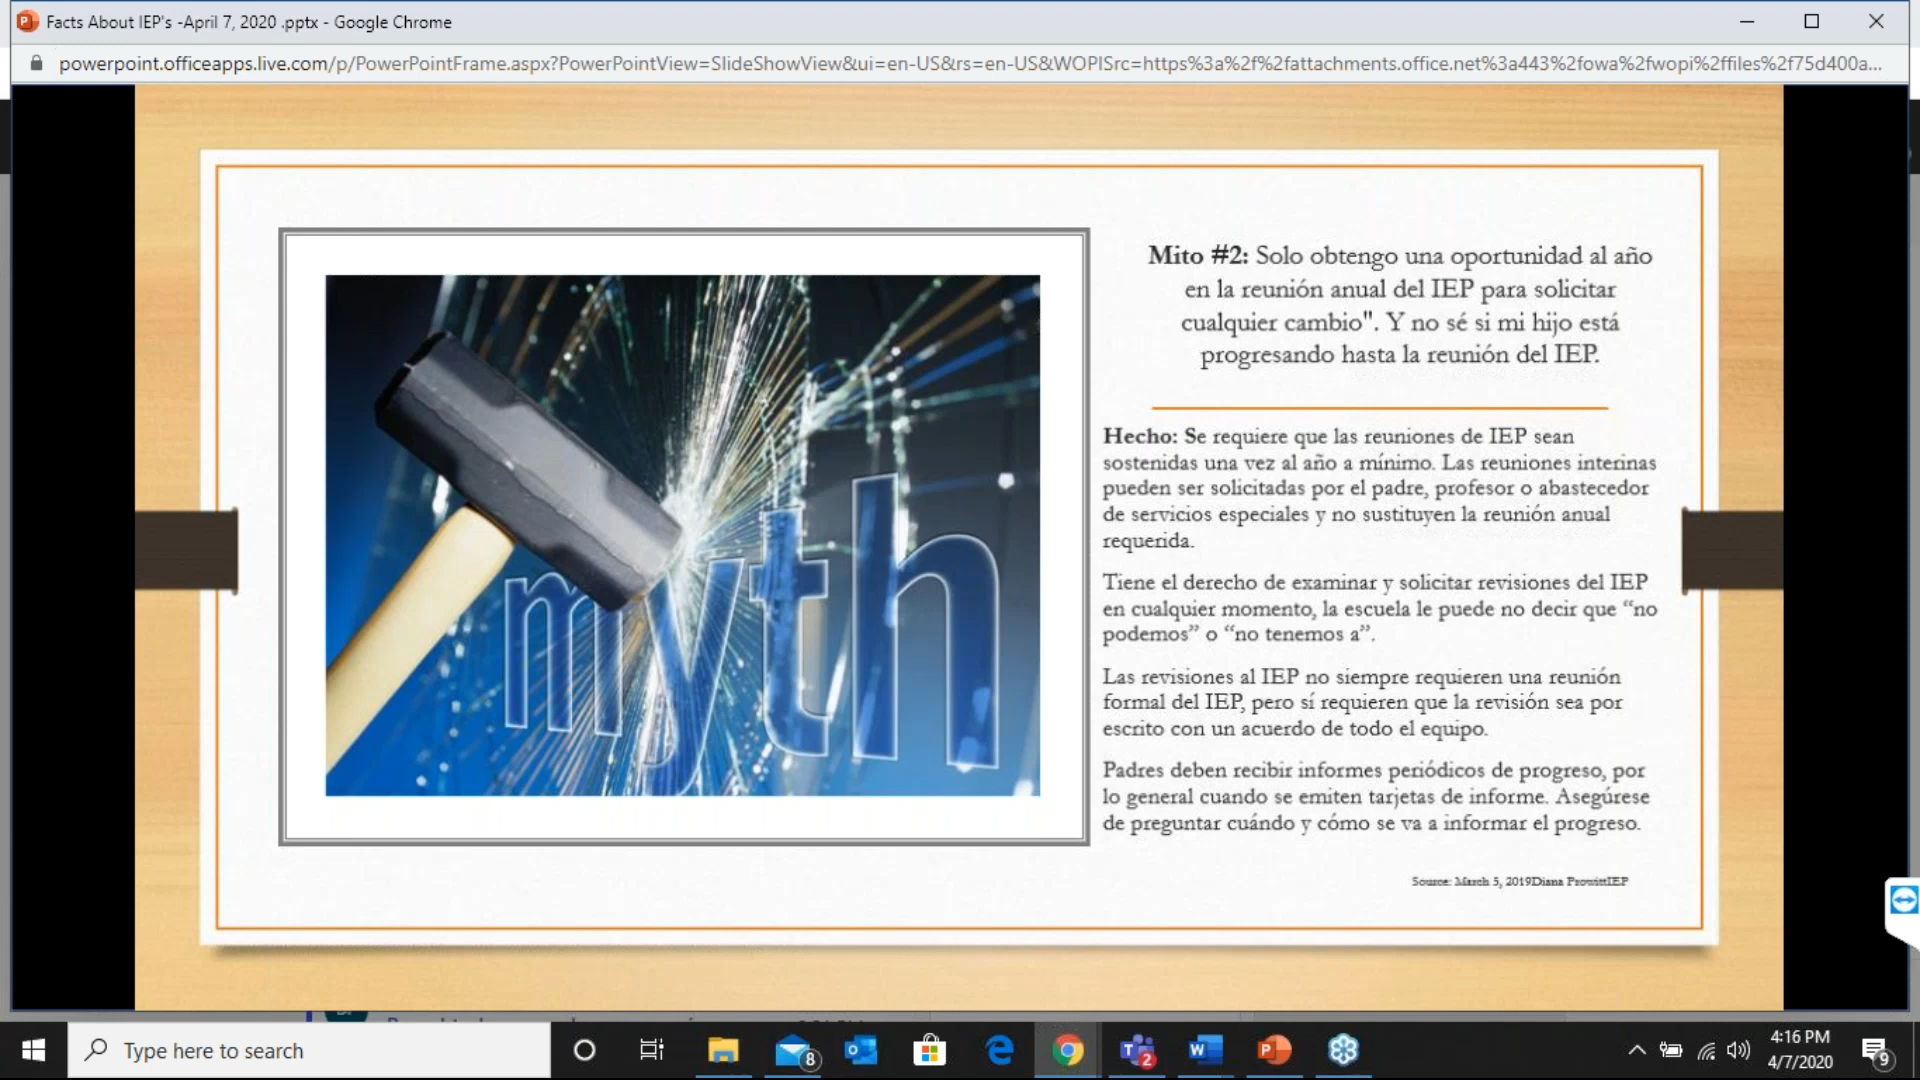 Facts About IEP's -April 7, 2020 .pptx - Google Chrome
powerpoint.officeapps.live.com/p/PowerPointFrame.aspx?PowerPointView=SlideShowView&ui=en-US&rs=en-US&WOPISrc=https%3a%2f%2fattachments.office.net%3a443%2fowa%2fwopi%2ffiles%2f75d400a...
Mito #2: Solo obtengo una oportunidad al año
en la reunión anual del IEP para solicitar
cualquier cambio". Y no sé si mi hijo está
progresando hasta la reunión del IEP.
myth
Hecho: Se requiere que las reuniones de IEP sean
sostenidas una vez al año a mínimo. Las reuniones interinas
pueden ser solicitadas por el padre, profesor o abastecedor
de servicios especiales y no sustituyen la reunión anual
requerida.
Tiene el derecho de examinar y solicitar revisiones del IEP
en cualquier momento, la escuela le puede no decir que “no
podemos” o “no tenemos a”.
Las revisiones al IEP no siempre requieren una reunión
formal del IEP, pero sí requieren que la revisión sea por
escrito con un acuerdo de todo el equipo.
Padres deben recibir informes periódicos de progreso, por
lo general cuando se emiten tarjetas de informe. Asegúrese
de preguntar cuándo y cómo se va a informar el progreso.
Source: March 5, 2019Diana ProwittIEP
Type here to search
8
2
4:16 PM
4/7/2020
9